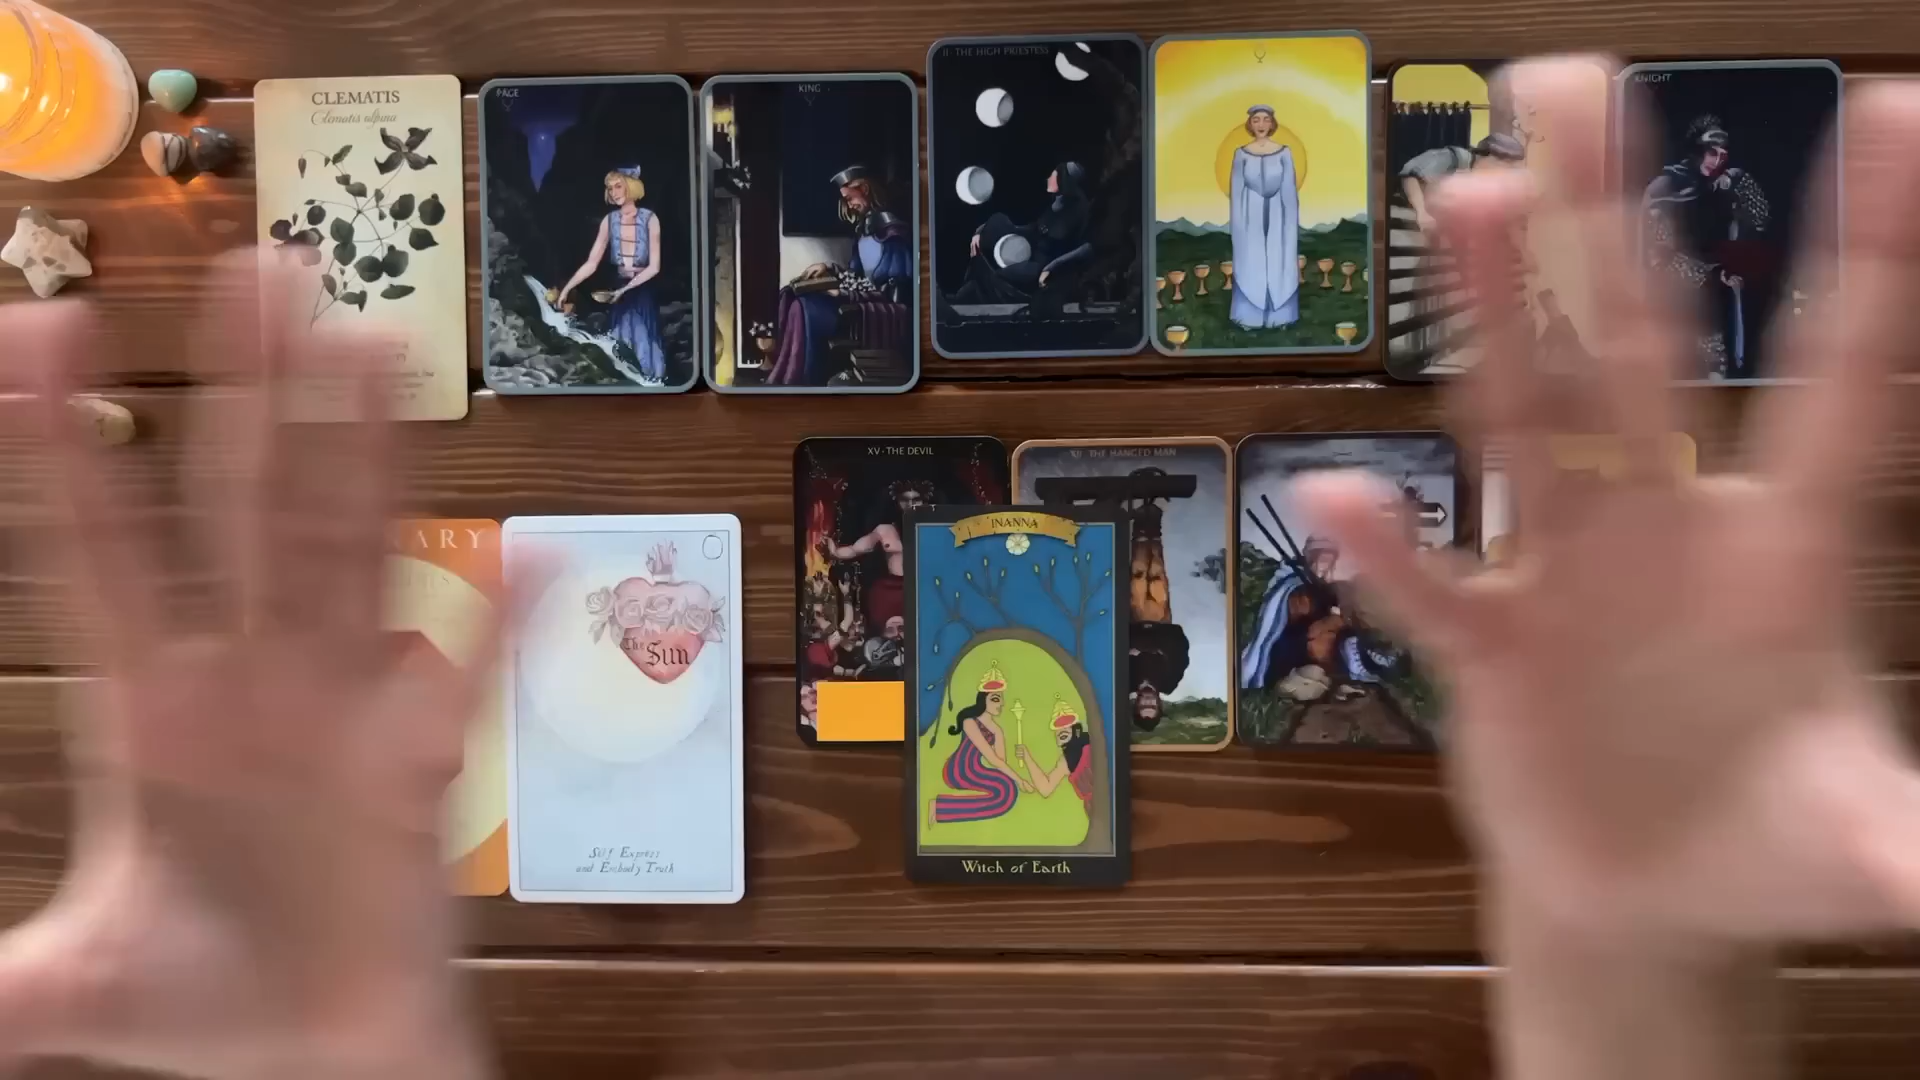 CLEMATIS
Clematis alpina
PAGE
KING
II THE HIGH PRIESTESS
KNIGHT
XV · THE DEVIL
XII THE HANGED MAN
INANNA
Witch of Earth
The
Sun
Self Express
and Embody Truth